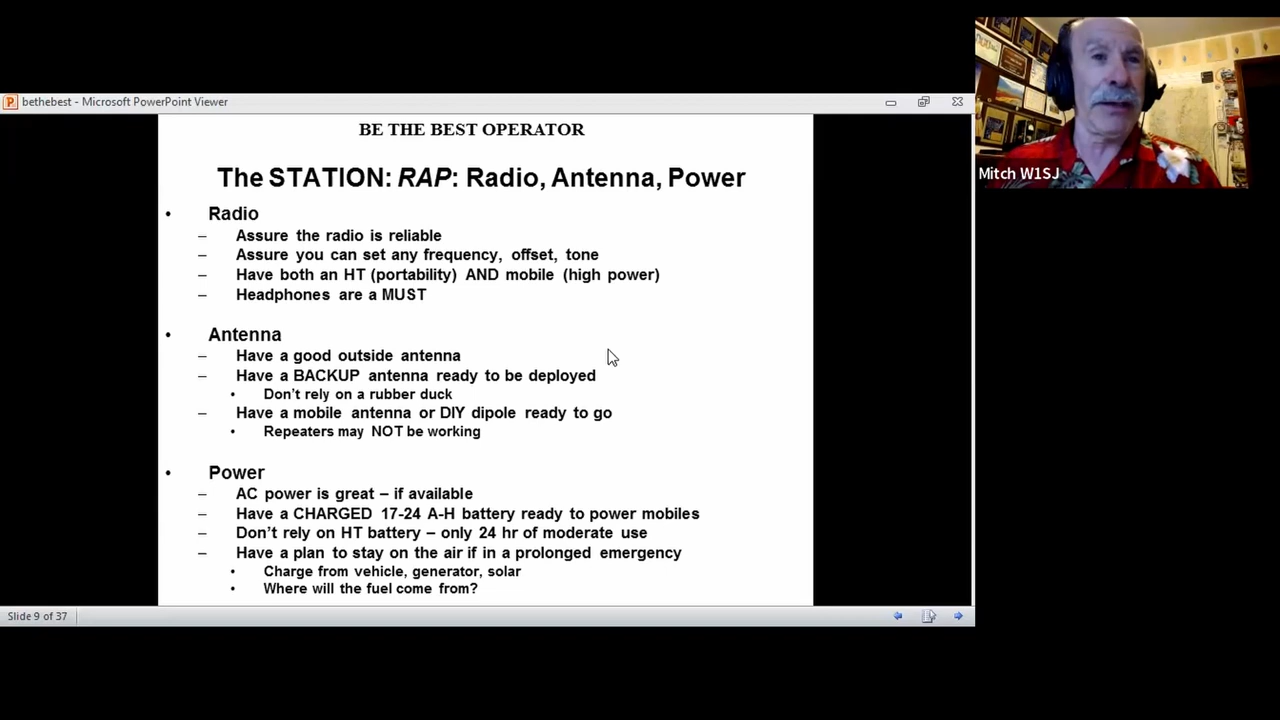 bethebest - Microsoft PowerPoint Viewer
BE THE BEST OPERATOR
The STATION: RAP: Radio, Antenna, Power
• Radio
– Assure the radio is reliable
– Assure you can set any frequency, offset, tone
– Have both an HT (portability) AND mobile (high power)
– Headphones are a MUST
• Antenna
– Have a good outside antenna
– Have a BACKUP antenna ready to be deployed
• Don't rely on a rubber duck
– Have a mobile antenna or DIY dipole ready to go
• Repeaters may NOT be working
• Power
– AC power is great – if available
– Have a CHARGED 17-24 A-H battery ready to power mobiles
– Don't rely on HT battery – only 24 hr of moderate use
– Have a plan to stay on the air if in a prolonged emergency
• Charge from vehicle, generator, solar
• Where will the fuel come from?
Slide 9 of 37
Mitch W1SJ